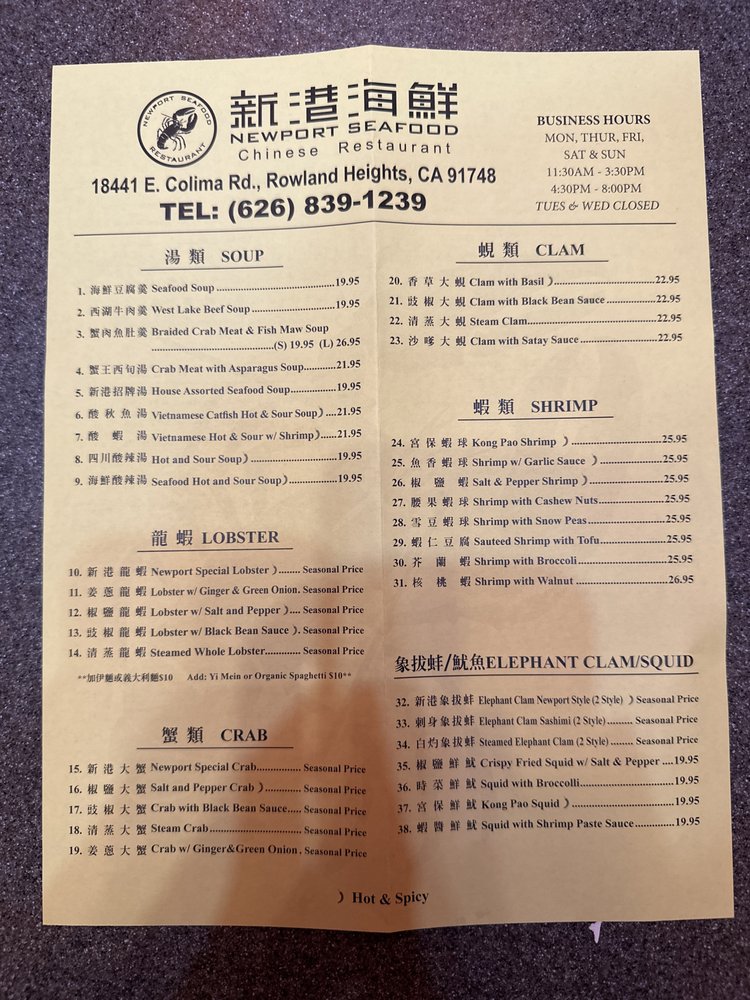 NEWPORT SEAFOOD
RESTAURANT
新港海鮮
NEWPORT SEAFOOD
Chinese Restaurant
18441 E. Colima Rd., Rowland Heights, CA 91748
TEL: (626) 839-1239
BUSINESS HOURS
MON, THUR, FRI,
SAT & SUN
11:30AM - 3:30PM
4:30PM - 8:00PM
TUES & WED CLOSED
湯類 SOUP
1. 海鮮豆腐羹 Seafood Soup 19.95
2. 西湖牛肉羹 West Lake Beef Soup 19.95
3. 蟹肉魚肚羹 Braided Crab Meat & Fish Maw Soup
(S) 19.95 (L) 26.95
4. 蟹王西旬湯 Crab Meat with Asparagus Soup 21.95
5. 新港招牌湯 House Assorted Seafood Soup 19.95
6. 酸秋魚湯 Vietnamese Catfish Hot & Sour Soup 21.95
7. 酸蝦湯 Vietnamese Hot & Sour w/ Shrimp 21.95
8. 四川酸辣湯 Hot and Sour Soup 19.95
9. 海鮮酸辣湯 Seafood Hot and Sour Soup 19.95
龍蝦 LOBSTER
10. 新港龍蝦 Newport Special Lobster Seasonal Price
11. 姜蔥龍蝦 Lobster w/ Ginger & Green Onion. Seasonal Price
12. 椒鹽龍蝦 Lobster w/ Salt and Pepper Seasonal Price
13. 豉椒龍蝦 Lobster w/ Black Bean Sauce Seasonal Price
14. 清蒸龍蝦 Steamed Whole Lobster Seasonal Price
**加伊麵或義大利麵$10 Add: Yi Mein or Organic Spaghetti $10**
蟹類 CRAB
15. 新港大蟹 Newport Special Crab Seasonal Price
16. 椒鹽大蟹 Salt and Pepper Crab Seasonal Price
17. 豉椒大蟹 Crab with Black Bean Sauce Seasonal Price
18. 清蒸大蟹 Steam Crab Seasonal Price
19. 姜蔥大蟹 Crab w/ Ginger&Green Onion. Seasonal Price
蜆類 CLAM
20. 香草大蜆 Clam with Basil 22.95
21. 豉椒大蜆 Clam with Black Bean Sauce 22.95
22. 清蒸大蜆 Steam Clam 22.95
23. 沙嗲大蜆 Clam with Satay Sauce 22.95
蝦類 SHRIMP
24. 宮保蝦球 Kong Pao Shrimp 25.95
25. 魚香蝦球 Shrimp w/ Garlic Sauce 25.95
26. 椒鹽蝦 Salt & Pepper Shrimp 25.95
27. 腰果蝦球 Shrimp with Cashew Nuts 25.95
28. 雪豆蝦球 Shrimp with Snow Peas 25.95
29. 蝦仁豆腐 Sauteed Shrimp with Tofu 25.95
30. 芥蘭蝦 Shrimp with Broccoli 25.95
31. 核桃蝦 Shrimp with Walnut 26.95
象拔蚌/魷魚ELEPHANT CLAM/SQUID
32. 新港象拔蚌 Elephant Clam Newport Style (2 Style) Seasonal Price
33. 刺身象拔蚌 Elephant Clam Sashimi (2 Style) Seasonal Price
34. 白灼象拔蚌 Steamed Elephant Clam (2 Style) Seasonal Price
35. 椒鹽鮮魷 Crispy Fried Squid w/ Salt & Pepper 19.95
36. 時菜鮮魷 Squid with Broccoli 19.95
37. 宮保鮮魷 Kong Pao Squid 19.95
38. 蝦醬鮮魷 Squid with Shrimp Paste Sauce 19.95
Hot & Spicy